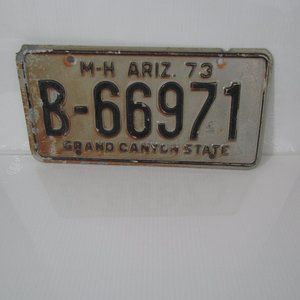 M-H ARIZ. 73
B-66971
GRAND CANYON STATE